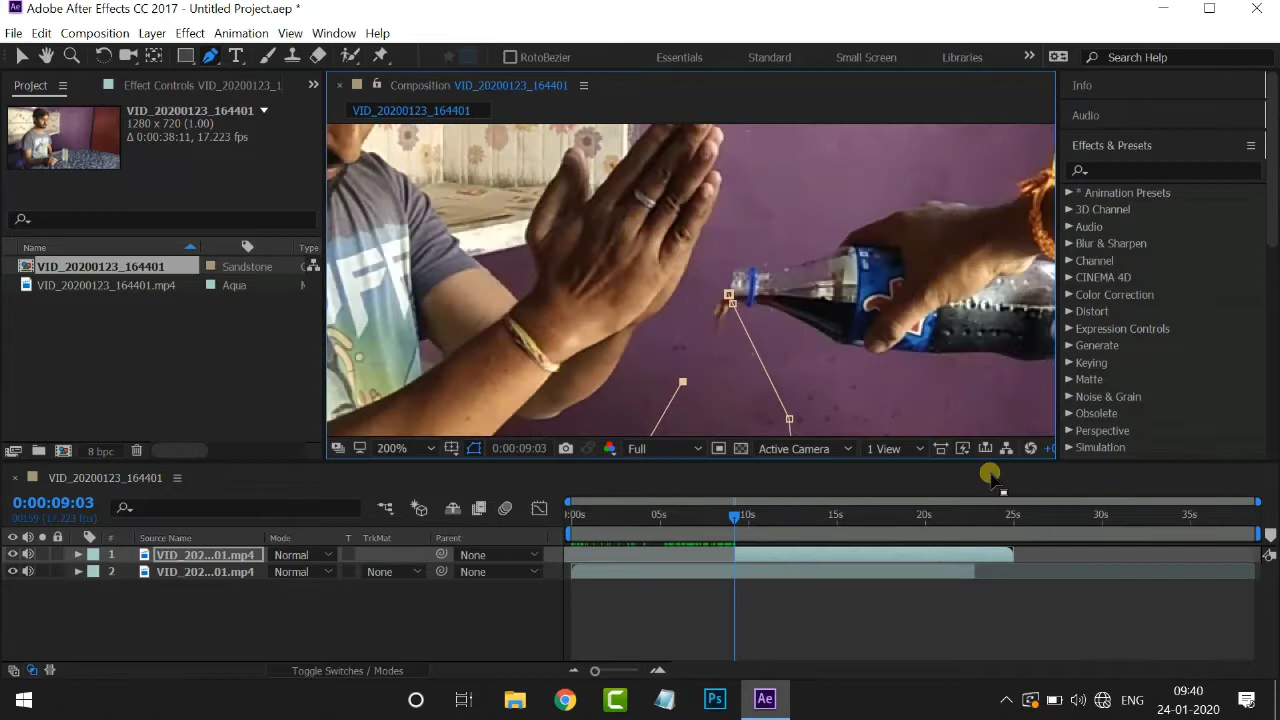 Ae Adobe After Effects CC 2017 - Untitled Project.aep *
File Edit Composition Layer Effect Animation View Window Help
RotoBezier Essentials Standard Small Screen Libraries » Search Help
Project Effect Controls VID_20200123_1 » Composition VID_20200123_164401 Info
VID_20200123_164401
1280 x 720 (1.00)
Δ 0:00:38:11, 17.223 fps)
VID_20200123_164401
Audio
Effects & Presets
* Animation Presets
3D Channel
Audio
Blur & Sharpen
Channel
CINEMA 4D
Color Correction
Distort
Expression Controls
Generate
Keying
Matte
Noise & Grain
Obsolete
Perspective
Simulation
Name Type
VID_20200123_164401 Sandstone
VID_20200123_164401.mp4 Aqua
8 bpc
200% 0:00:09:03 Full Active Camera 1 View +0
VID_20200123_164401
0:00:09:03
00159 (17.223 fps)
:00s 05s 10s 15s 20s 25s 30s 35s
# Source Name Mode T TrkMat Parent
1 VID_202...01.mp4 Normal None
2 VID_202...01.mp4 Normal None None
Toggle Switches / Modes
Ps Ae ENG 09:40
24-01-2020